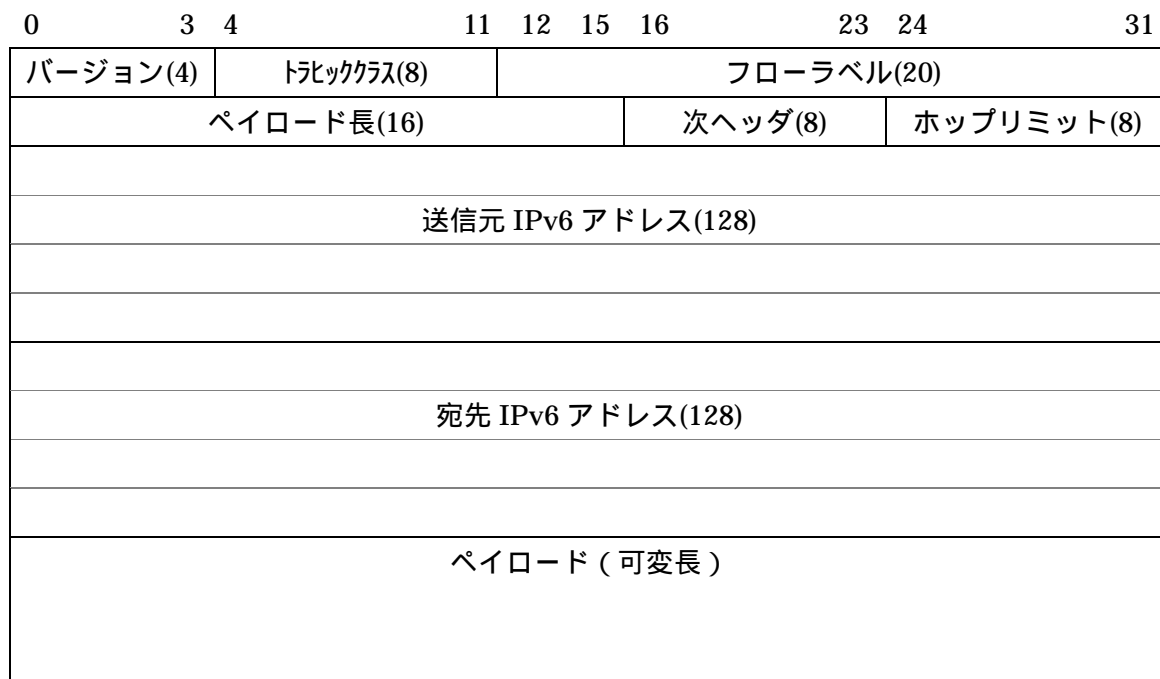 0 3 4 11 12 15 16 23 24 31
バージョン(4) ﾄﾗﾋｯｸｸﾗｽ(8) フローラベル(20)
ペイロード長(16) 次ヘッダ(8) ホップリミット(8)
送信元 IPv6 アドレス(128)
宛先 IPv6 アドレス(128)
ペイロード（可変長）